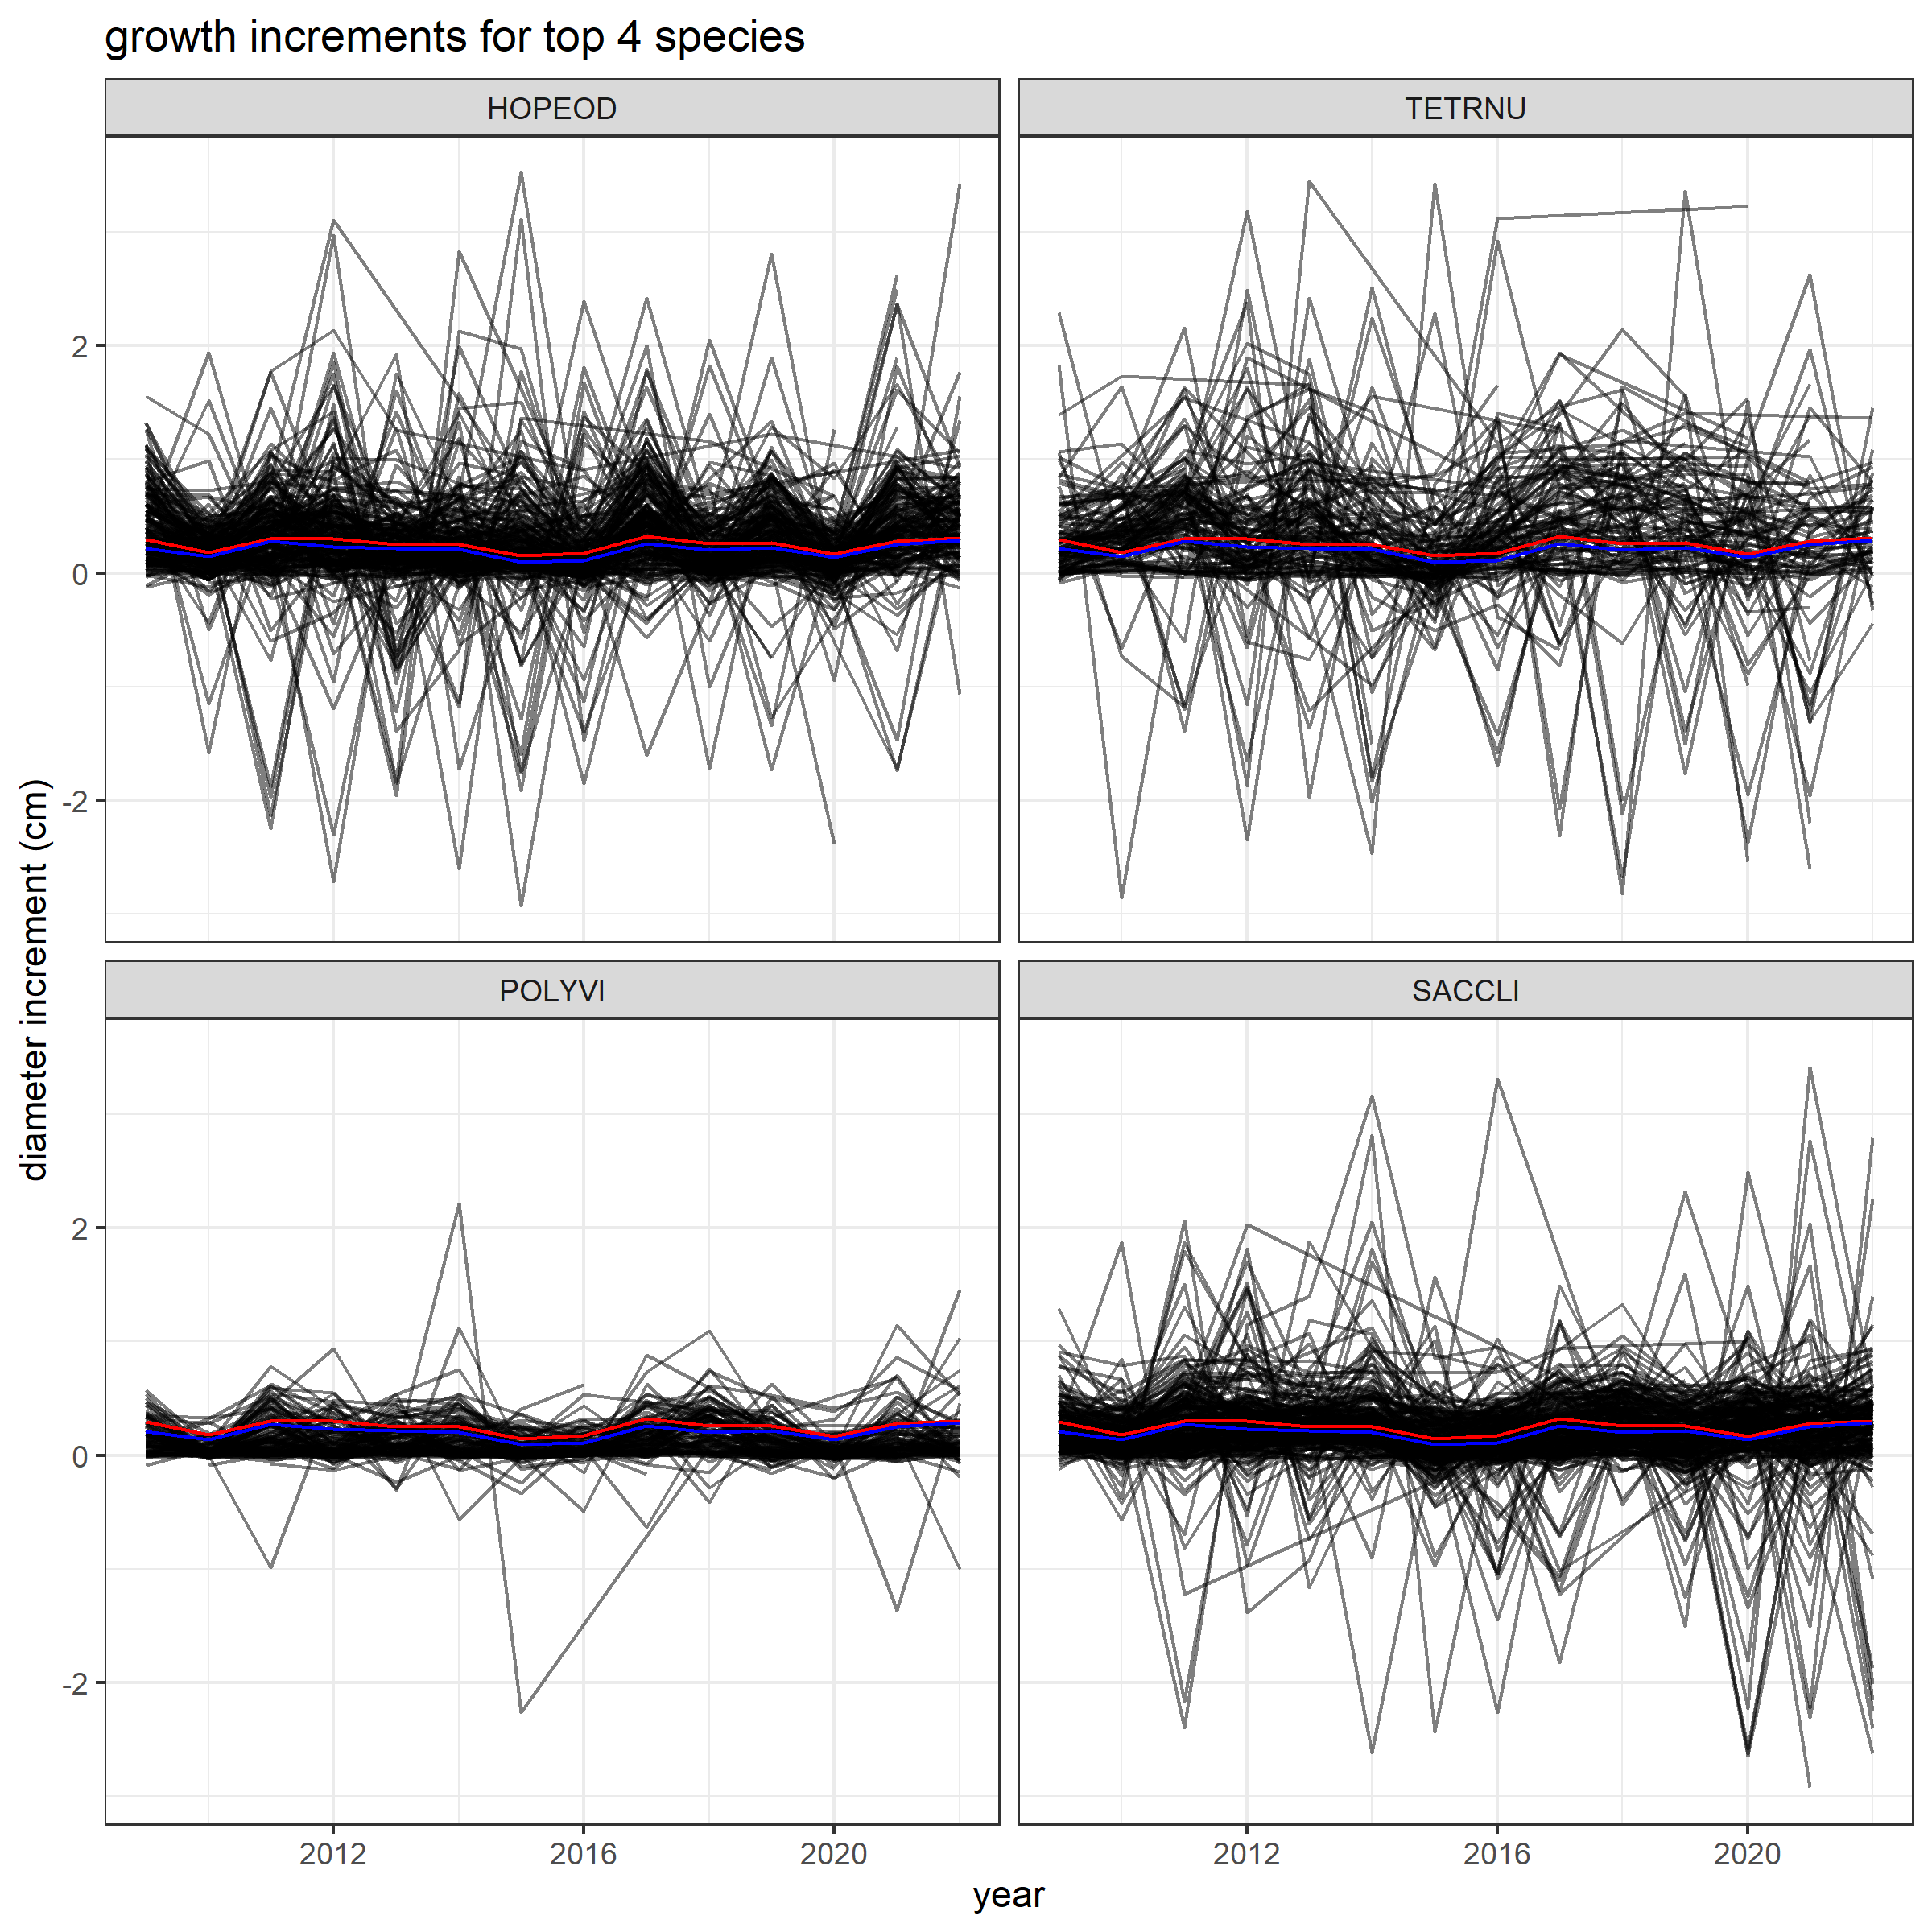 growth increments for top 4 species
HOPEOD
TETRNU
diameter increment (cm)
2
0
-2
POLYVI
SACCLI
2
0
-2
2012
2016
2020
2012
2016
2020
year